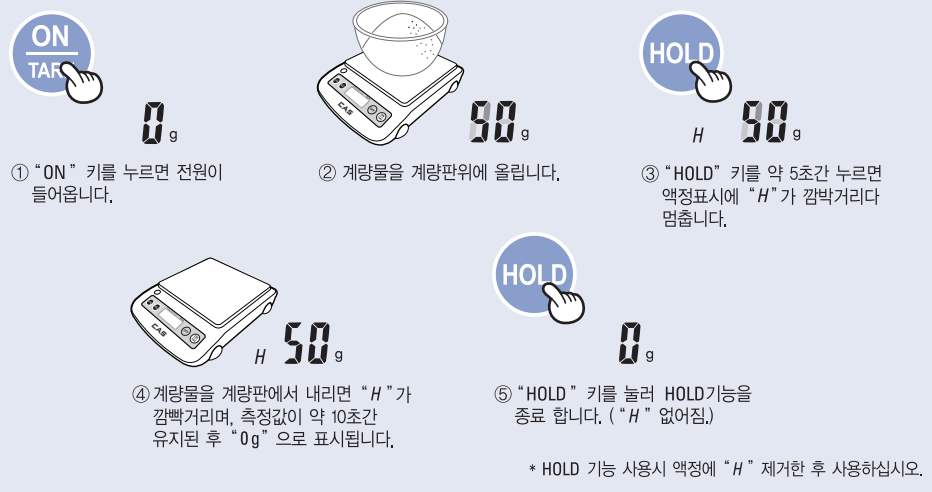 ON
TAR
0 g
① “ON” 키를 누르면 전원이
들어옵니다.
CAS
50 g
② 계량물을 계량판위에 올립니다.
HOLD
H 50 g
③ “HOLD” 키를 약 5초간 누르면
액정표시에 “H”가 깜박거리다
멈춥니다.
CAS
H 50 g
④ 계량물을 계량판에서 내리면 “H”가
깜빡거리며, 측정값이 약 10초간
유지된 후 “0g” 으로 표시됩니다.
HOLD
0 g
⑤ “HOLD” 키를 눌러 HOLD기능을
종료 합니다. ( “H” 없어짐.)
* HOLD 기능 사용시 액정에 “H” 제거한 후 사용하십시오.